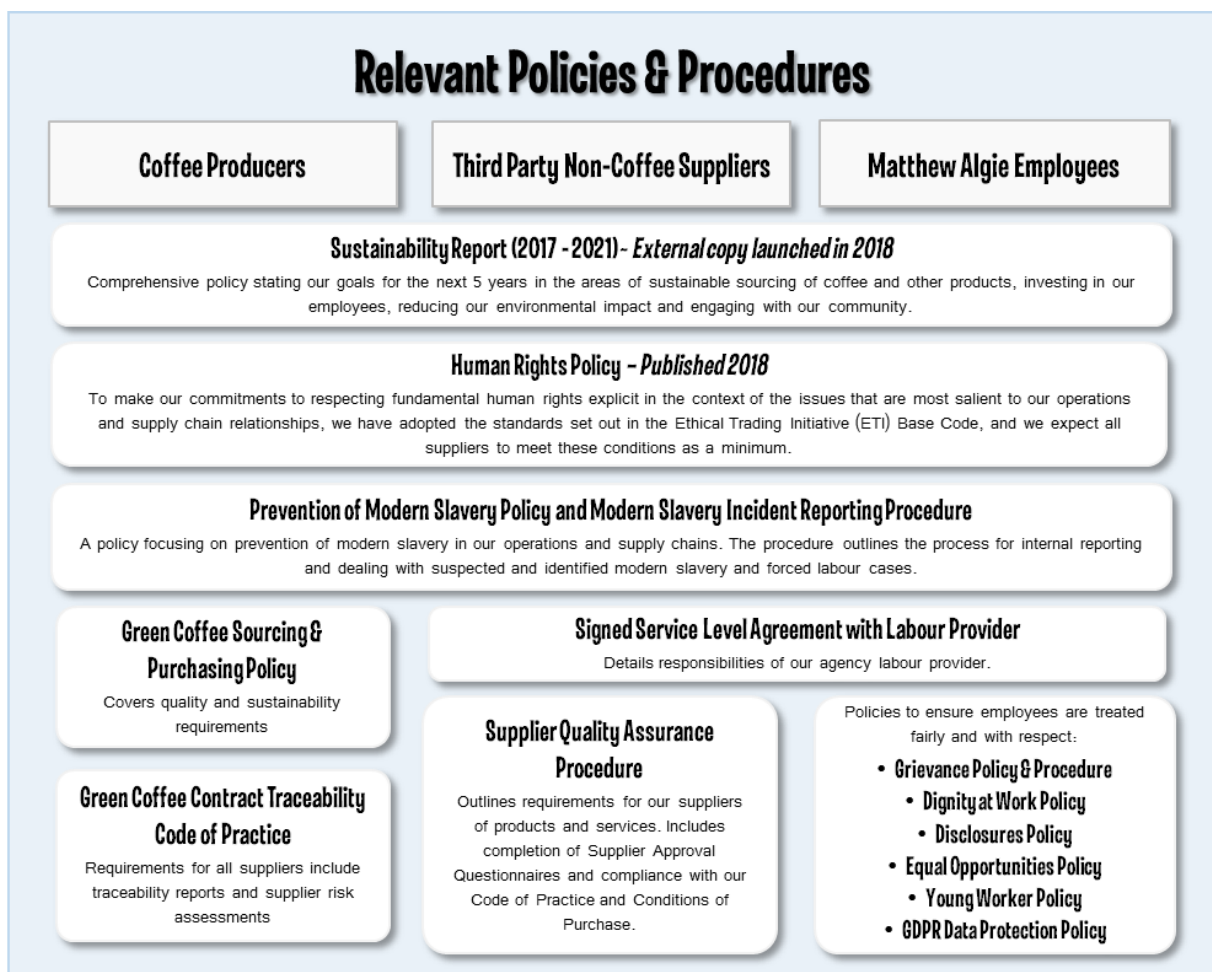 Relevant Policies & Procedures
Coffee Producers
Third Party Non-Coffee Suppliers
Matthew Algie Employees
Sustainability Report (2017 - 2021)- External copy launched in 2018
Comprehensive policy stating our goals for the next 5 years in the areas of sustainable sourcing of coffee and other products, investing in our
employees, reducing our environmental impact and engaging with our community.
Human Rights Policy – Published 2018
To make our commitments to respecting fundamental human rights explicit in the context of the issues that are most salient to our operations
and supply chain relationships, we have adopted the standards set out in the Ethical Trading Initiative (ETI) Base Code, and we expect all
suppliers to meet these conditions as a minimum.
Prevention of Modern Slavery Policy and Modern Slavery Incident Reporting Procedure
A policy focusing on prevention of modern slavery in our operations and supply chains. The procedure outlines the process for internal reporting
and dealing with suspected and identified modern slavery and forced labour cases.
Green Coffee Sourcing &
Purchasing Policy
Covers quality and sustainability
requirements
Green Coffee Contract Traceability
Code of Practice
Requirements for all suppliers include
traceability reports and supplier risk
assessments
Signed Service Level Agreement with Labour Provider
Details responsibilities of our agency labour provider.
Supplier Quality Assurance
Procedure
Outlines requirements for our suppliers
of products and services. Includes
completion of Supplier Approval
Questionnaires and compliance with our
Code of Practice and Conditions of
Purchase.
Policies to ensure employees are treated
fairly and with respect:
• Grievance Policy & Procedure
• Dignity at Work Policy
• Disclosures Policy
• Equal Opportunities Policy
• Young Worker Policy
• GDPR Data Protection Policy